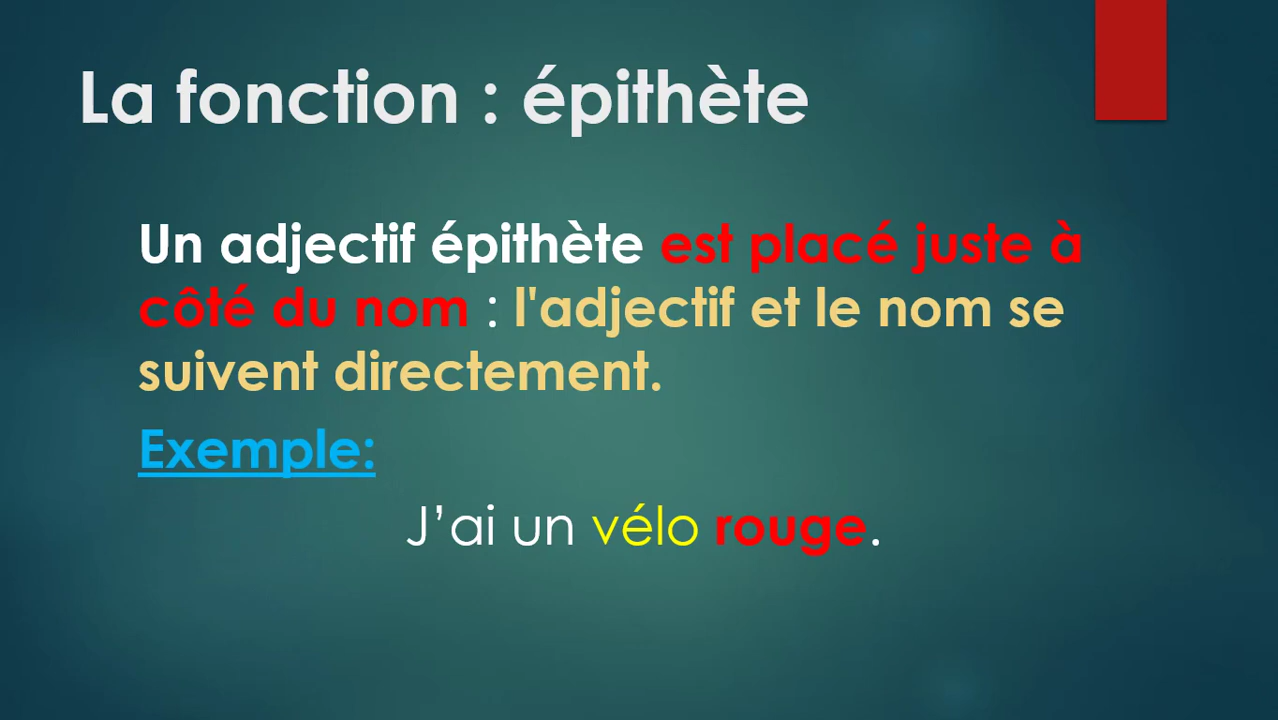 La fonction : épithète
Un adjectif épithète est placé juste à
côté du nom : l'adjectif et le nom se
suivent directement.
Exemple:
J’ai un vélo rouge.